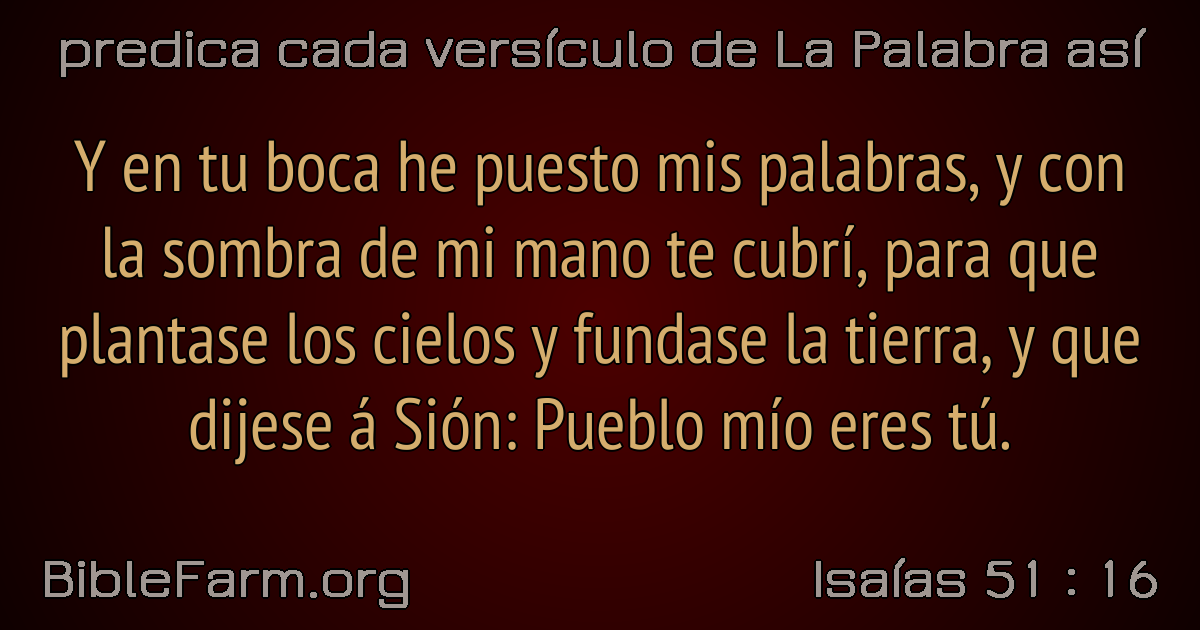 predica cada versículo de La Palabra así
Y en tu boca he puesto mis palabras, y con
la sombra de mi mano te cubrí, para que
plantase los cielos y fundase la tierra, y que
dijese á Sión: Pueblo mío eres tú.
BibleFarm.org
Isaías 51 : 16